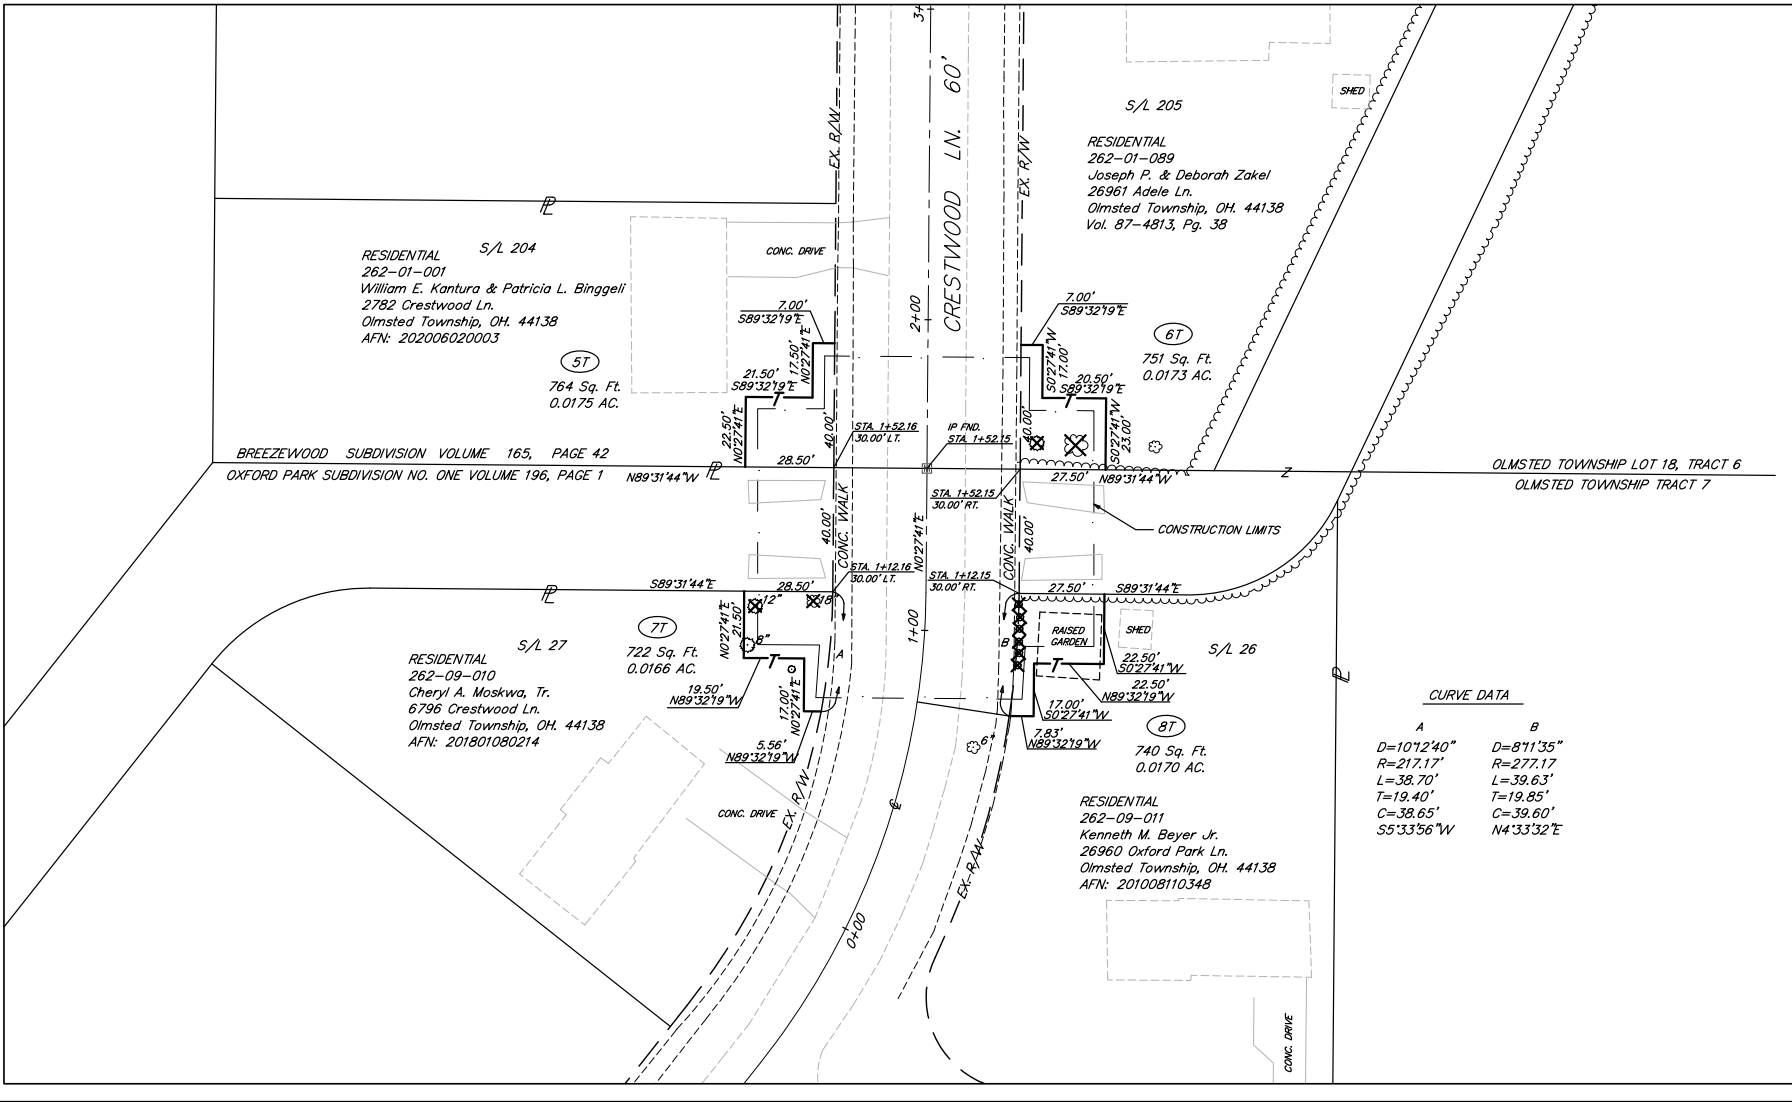 3+
CRESTWOOD LN. 60'
EX. R/W
EX. R/W
SHED
S/L 205
RESIDENTIAL
262-01-089
Joseph P. & Deborah Zakel
26961 Adele Ln.
Olmsted Township, OH. 44138
Vol. 87-4813, Pg. 38
PL
S/L 204
RESIDENTIAL
262-01-001
William E. Kantura & Patricia L. Binggeli
2782 Crestwood Ln.
Olmsted Township, OH. 44138
AFN: 202006020003
CONC. DRIVE
5T
764 Sq. Ft.
0.0175 AC.
7.00'
S89°32'19"E
17.50'
N0°27'41"E
21.50'
S89°32'19"E
T
22.50'
N0°27'41"E
40.00'
28.50'
2+00
7.00'
S89°32'19"E
S0°27'41"W
17.00'
20.50'
S89°32'19"E
T
S0°27'41"W
23.00'
40.00'
6T
751 Sq. Ft.
0.0173 AC.
STA. 1+52.16
30.00' LT.
IP FND.
STA. 1+52.15
BREEZEWOOD SUBDIVISION VOLUME 165, PAGE 42
OXFORD PARK SUBDIVISION NO. ONE VOLUME 196, PAGE 1
N89°31'44"W
PL
27.50'
N89°31'44"W
Z
OLMSTED TOWNSHIP LOT 18, TRACT 6
OLMSTED TOWNSHIP TRACT 7
STA. 1+52.15
30.00' RT.
CONC. WALK
40.00'
N0°27'41"E
CONC. WALK
40.00'
CONSTRUCTION LIMITS
STA. 1+12.16
30.00' LT.
STA. 1+12.15
30.00' RT.
PL
S89°31'44"E
28.50'
27.50'
S89°31'44"E
12"
18"
8"
N0°27'41"E
21.50'
1+00
A
B
RAISED
GARDEN
SHED
S/L 26
S/L 27
7T
722 Sq. Ft.
0.0166 AC.
RESIDENTIAL
262-09-010
Cheryl A. Moskwa, Tr.
6796 Crestwood Ln.
Olmsted Township, OH. 44138
AFN: 201801080214
T
19.50'
N89°32'19"W
17.00'
N0°27'41"E
5.56'
N89°32'19"W
T
22.50'
S0°27'41"W
22.50'
N89°32'19"W
17.00'
S0°27'41"W
7.83'
N89°32'19"W
6"
8T
740 Sq. Ft.
0.0170 AC.
RESIDENTIAL
262-09-011
Kenneth M. Beyer Jr.
26960 Oxford Park Ln.
Olmsted Township, OH. 44138
AFN: 201008110348
PL
CURVE DATA
A
D=10°12'40"
R=217.17'
L=38.70'
T=19.40'
C=38.65'
S5°33'56"W
B
D=8°11'35"
R=277.17
L=39.63'
T=19.85'
C=39.60'
N4°33'32"E
CONC. DRIVE
EX. R/W
CL
EX. R/W
0+00
CONC. DRIVE